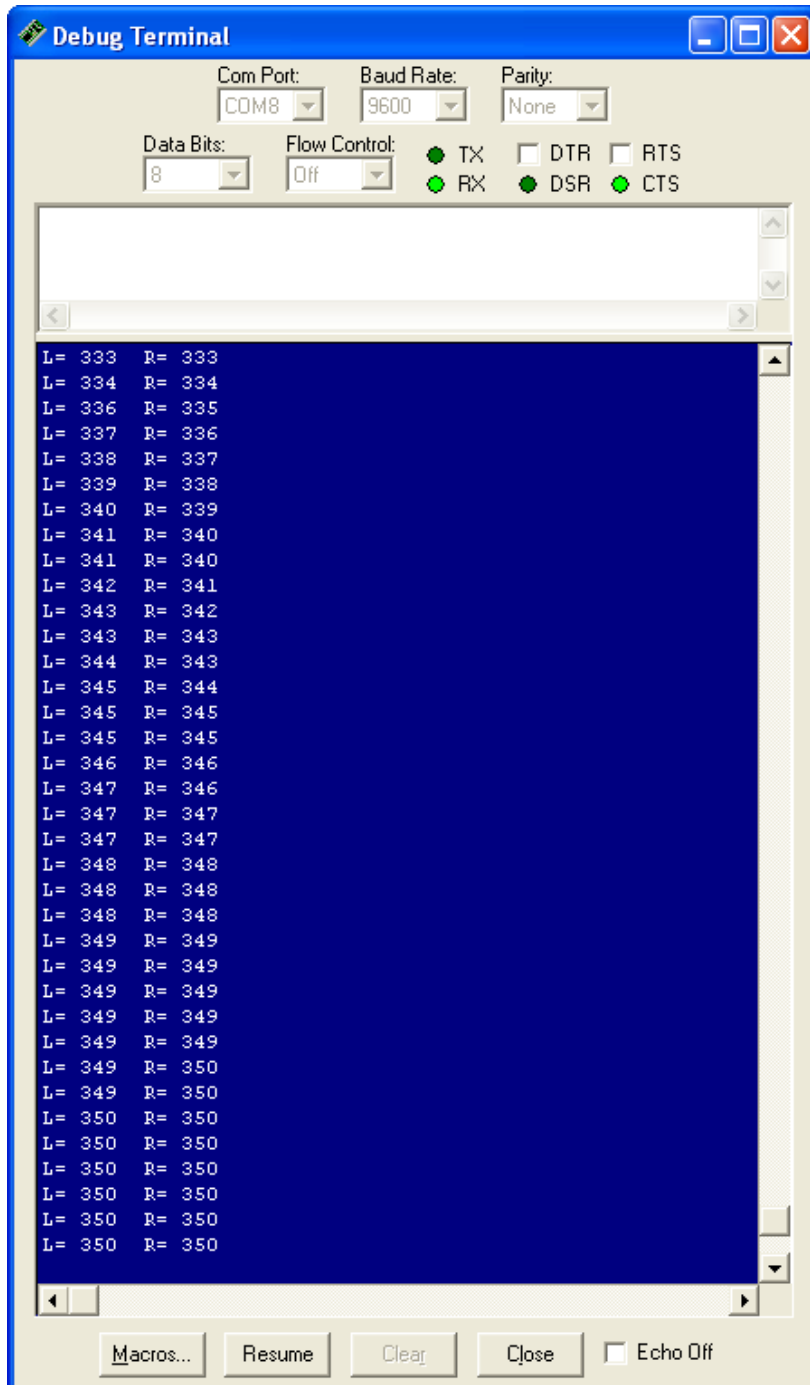 Debug Terminal
Com Port: Baud Rate: Parity:
COM8 9600 None
Data Bits: Flow Control: TX DTR RTS
8 Off RX DSR CTS
L= 333 R= 333
L= 334 R= 334
L= 336 R= 335
L= 337 R= 336
L= 338 R= 337
L= 339 R= 338
L= 340 R= 339
L= 341 R= 340
L= 341 R= 340
L= 342 R= 341
L= 343 R= 342
L= 343 R= 343
L= 344 R= 343
L= 345 R= 344
L= 345 R= 345
L= 345 R= 345
L= 346 R= 346
L= 347 R= 346
L= 347 R= 347
L= 347 R= 347
L= 348 R= 348
L= 348 R= 348
L= 348 R= 348
L= 349 R= 349
L= 349 R= 349
L= 349 R= 349
L= 349 R= 349
L= 349 R= 349
L= 349 R= 350
L= 349 R= 350
L= 350 R= 350
L= 350 R= 350
L= 350 R= 350
L= 350 R= 350
L= 350 R= 350
L= 350 R= 350
Macros... Resume Clear Close Echo Off